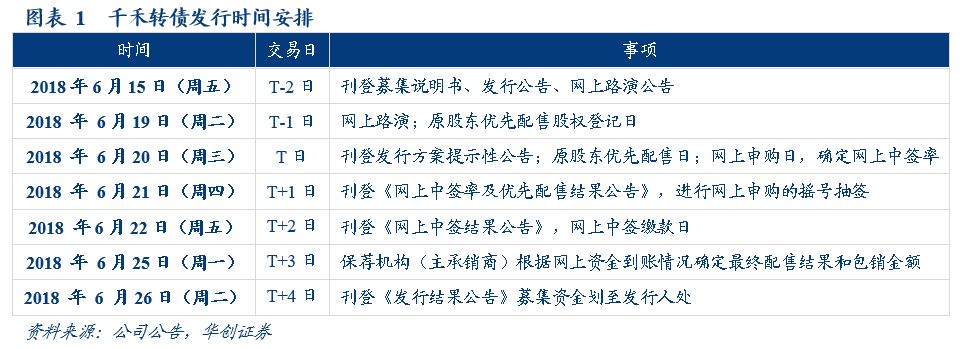 图表 1 千禾转债发行时间安排
时间 交易日 事项
2018 年 6 月 15 日（周五） T-2 日 刊登募集说明书、发行公告、网上路演公告
2018 年 6 月 19 日（周二） T-1 日 网上路演；原股东优先配售股权登记日
2018 年 6 月 20 日（周三） T 日 刊登发行方案提示性公告；原股东优先配售日；网上申购日，确定网上中签率
2018 年 6 月 21 日（周四） T+1 日 刊登《网上中签率及优先配售结果公告》，进行网上申购的摇号抽签
2018 年 6 月 22 日（周五） T+2 日 刊登《网上中签结果公告》，网上中签缴款日
2018 年 6 月 25 日（周一） T+3 日 保荐机构（主承销商）根据网上资金到账情况确定最终配售结果和包销金额
2018 年 6 月 26 日（周二） T+4 日 刊登《发行结果公告》募集资金划至发行人处
资料来源：公司公告，华创证券